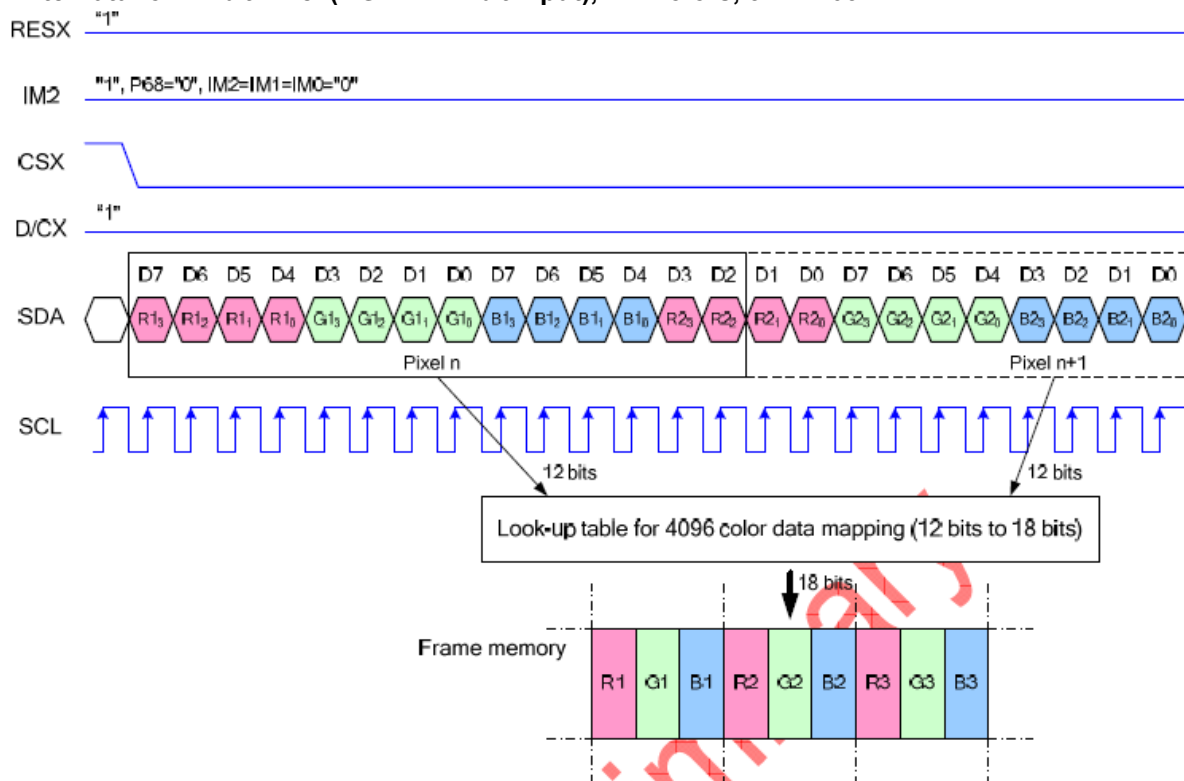 RESX "1"
IM2 "1", P68="0", IM2=IM1=IM0="0"
CSX
D/CX "1"
D7 D6 D5 D4 D3 D2 D1 D0 D7 D6 D5 D4 D3 D2 D1 D0 D7 D6 D5 D4 D3 D2 D1 D0
SDA R1₃ R1₂ R1₁ R1₀ G1₃ G1₂ G1₁ G1₀ B1₃ B1₂ B1₁ B1₀ R2₃ R2₂ R2₁ R2₀ G2₃ G2₂ G2₁ G2₀ B2₃ B2₂ B2₁ B2₀
Pixel n Pixel n+1
SCL
12 bits 12 bits
Look-up table for 4096 color data mapping (12 bits to 18 bits)
18 bits
Frame memory
R1 G1 B1 R2 G2 B2 R3 G3 B3